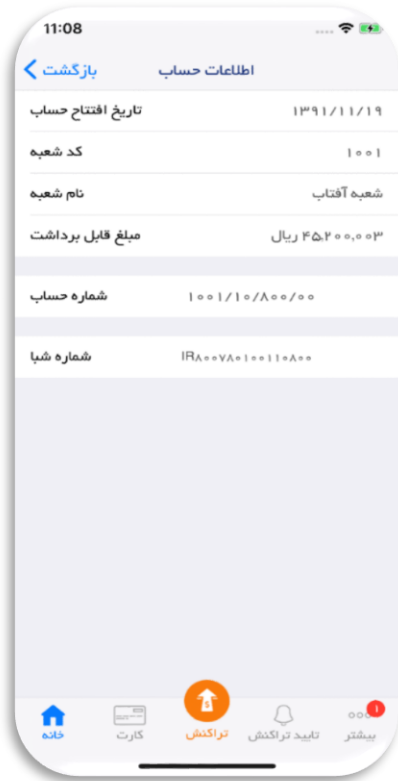 11:08
بازگشت
اطلاعات حساب
تاریخ افتتاح حساب ۱۳۹۱/۱۱/۱۹
کد شعبه ۱۰۰۱
نام شعبه شعبه آفتاب
مبلغ قابل برداشت ۴۵,۲۰۰,۰۰۳ ریال
شماره حساب ۱۰۰۱/۱۰/۸۰۰/۰۰
شماره شبا IR۸۰۰۷۸۰۱۰۰۱۱۰۸۰۰
خانه کارت تراکنش تایید تراکنش بیشتر ۱